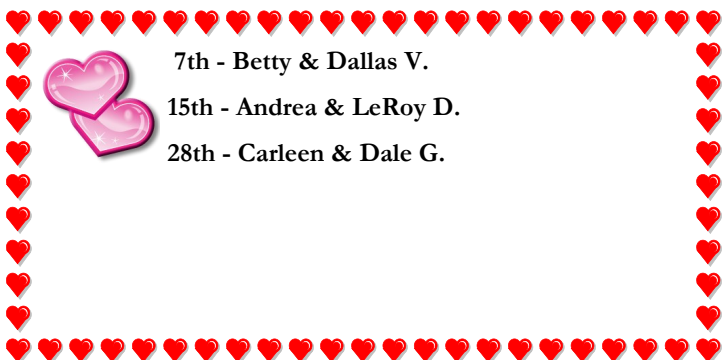 7th - Betty & Dallas V.
15th - Andrea & LeRoy D.
28th - Carleen & Dale G.